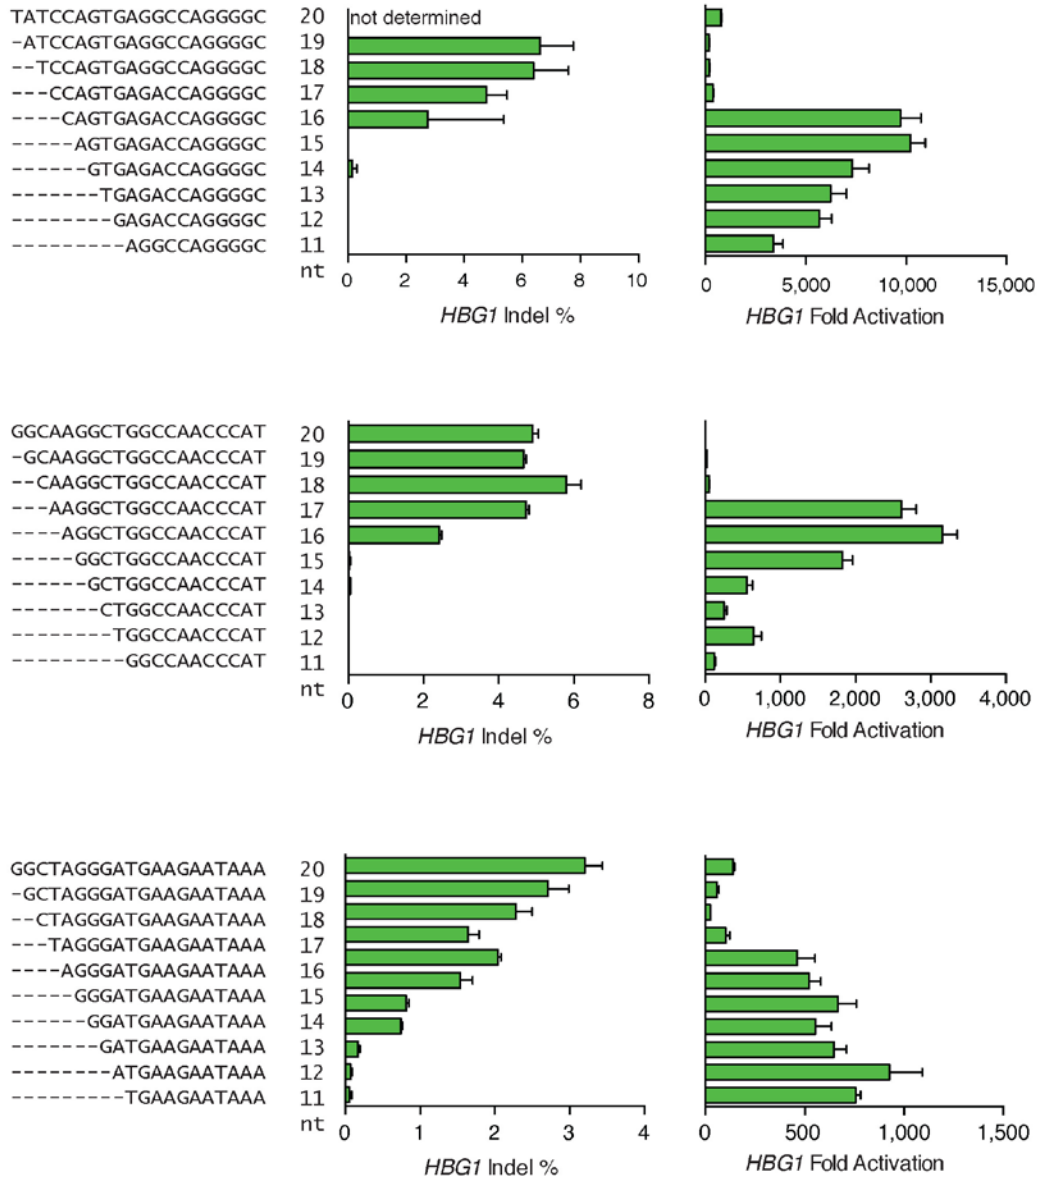 TATCCAGTGAGGCCAGGGGC 20 not determined
-ATCCAGTGAGGCCAGGGGC 19
--TCCAGTGAGGCCAGGGGC 18
---CCAGTGAGACCAGGGGC 17
----CAGTGAGACCAGGGGC 16
-----AGTGAGACCAGGGGC 15
------GTGAGACCAGGGGC 14
-------TGAGACCAGGGGC 13
--------GAGACCAGGGGC 12
---------AGGCCAGGGGC 11
nt
0 2 4 6 8 10
HBG1 Indel %
0 5,000 10,000 15,000
HBG1 Fold Activation
GGCAAGGCTGGCCAACCCAT 20
-GCAAGGCTGGCCAACCCAT 19
--CAAGGCTGGCCAACCCAT 18
---AAGGCTGGCCAACCCAT 17
----AGGCTGGCCAACCCAT 16
-----GGCTGGCCAACCCAT 15
------GCTGGCCAACCCAT 14
-------CTGGCCAACCCAT 13
--------TGGCCAACCCAT 12
---------GGCCAACCCAT 11
nt
0 2 4 6 8
HBG1 Indel %
0 1,000 2,000 3,000 4,000
HBG1 Fold Activation
GGCTAGGGATGAAGAATAAA 20
-GCTAGGGATGAAGAATAAA 19
--CTAGGGATGAAGAATAAA 18
---TAGGGATGAAGAATAAA 17
----AGGGATGAAGAATAAA 16
-----GGGATGAAGAATAAA 15
------GGATGAAGAATAAA 14
-------GATGAAGAATAAA 13
--------ATGAAGAATAAA 12
---------TGAAGAATAAA 11
nt
0 1 2 3 4
HBG1 Indel %
0 500 1,000 1,500
HBG1 Fold Activation